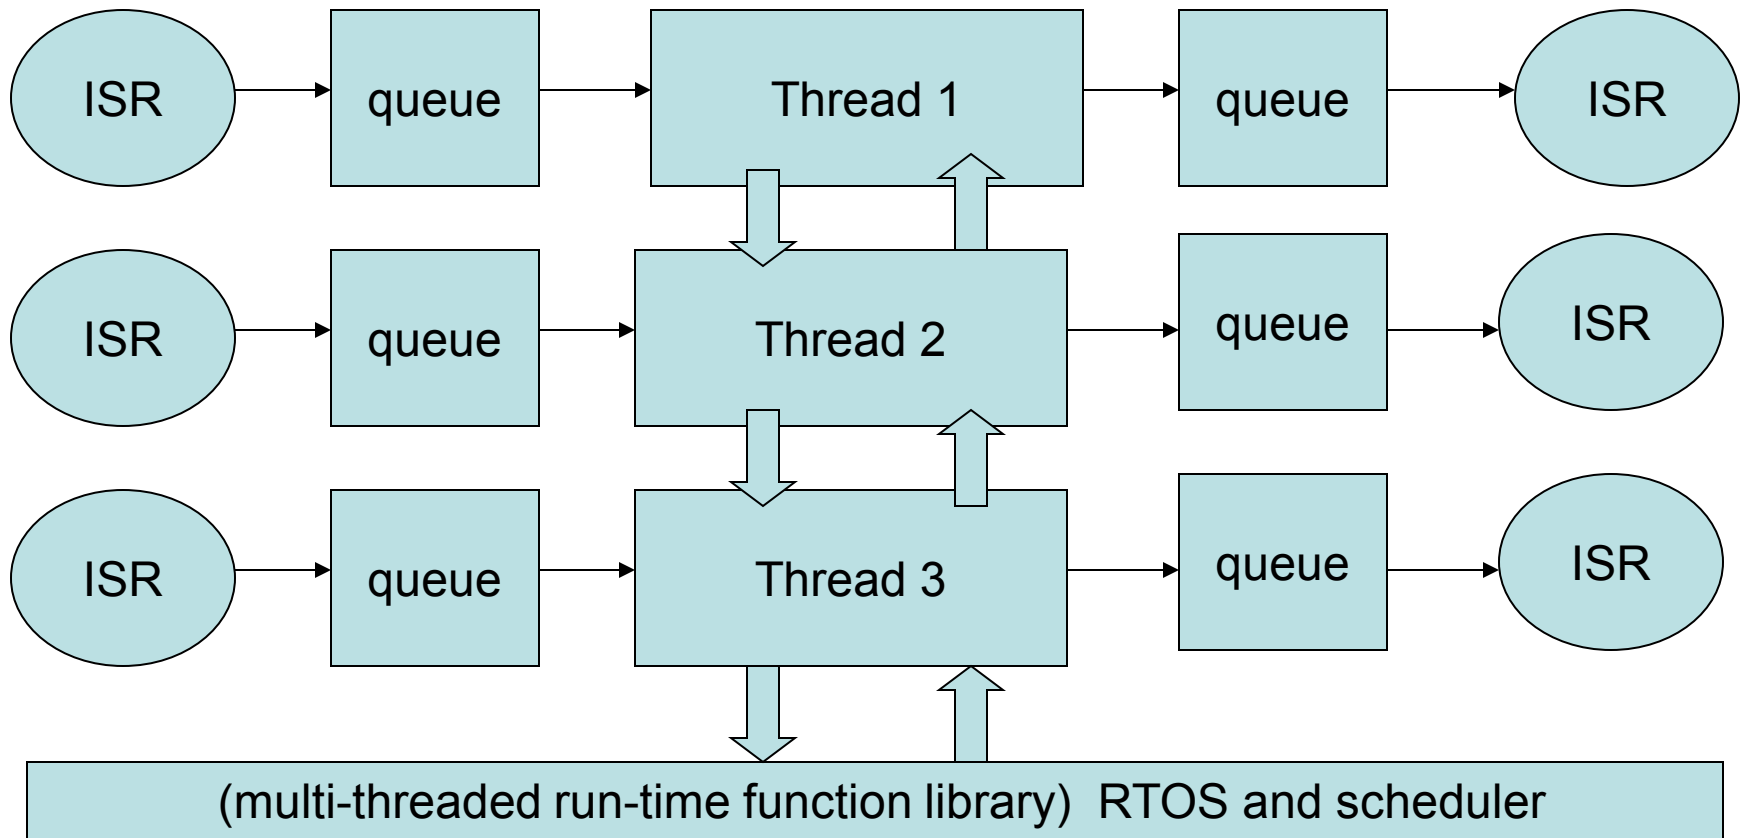 ISR queue Thread 1 queue ISR
ISR queue Thread 2 queue ISR
ISR queue Thread 3 queue ISR
(multi-threaded run-time function library) RTOS and scheduler